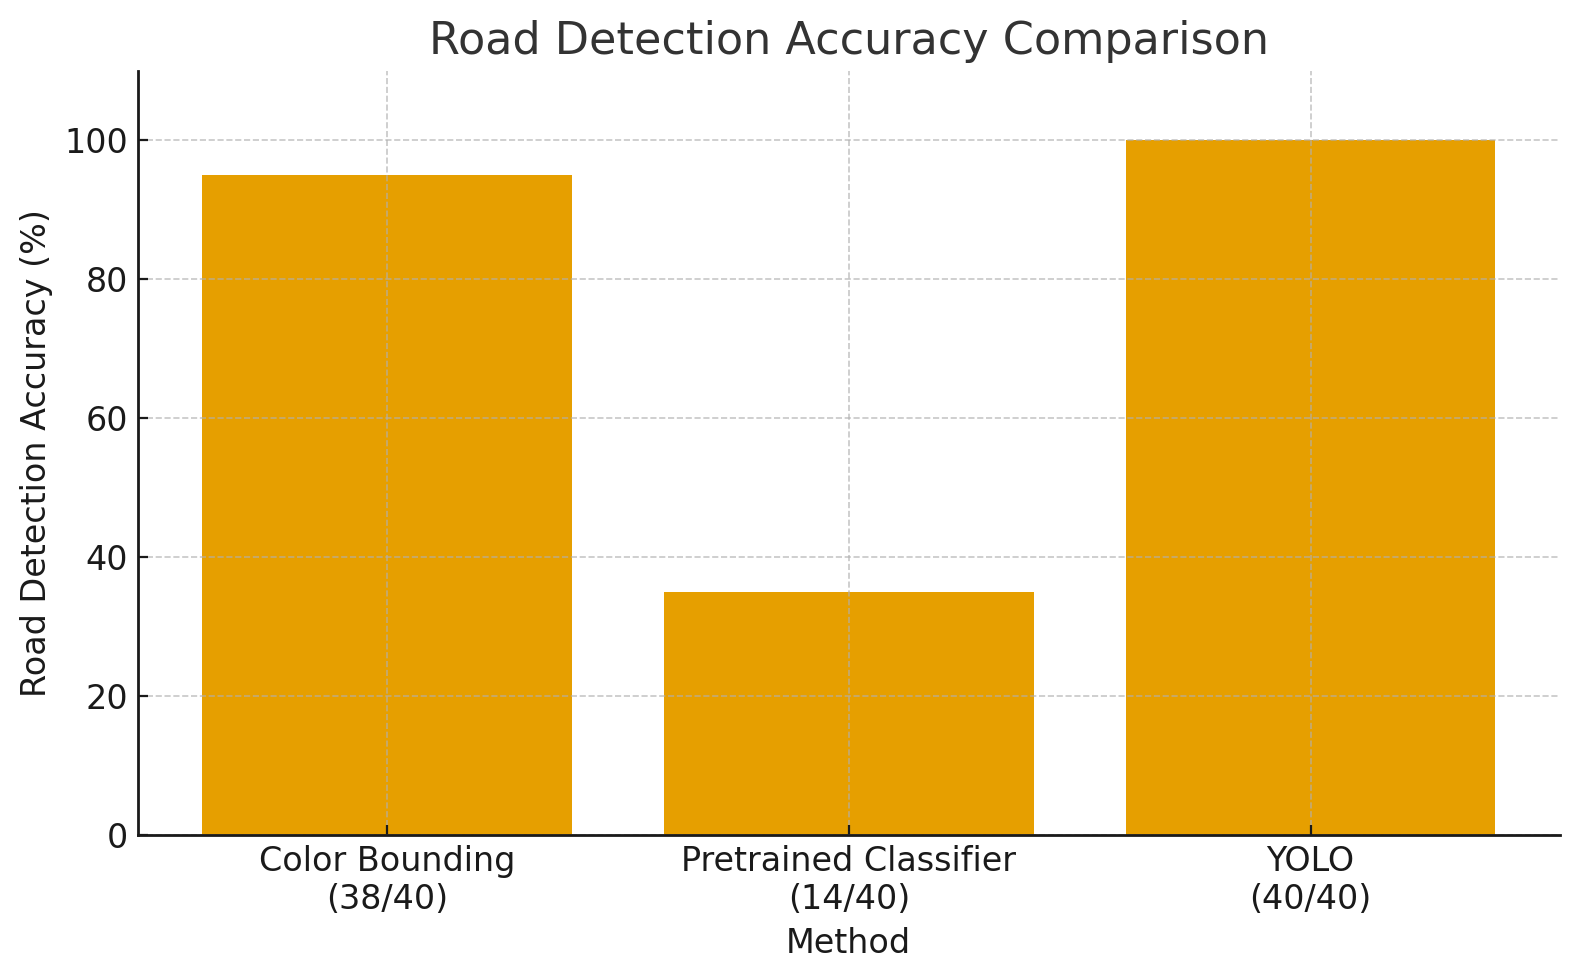 Road Detection Accuracy Comparison
Road Detection Accuracy (%)
100
80
60
40
20
0
Color Bounding
(38/40)
Pretrained Classifier
(14/40)
YOLO
(40/40)
Method